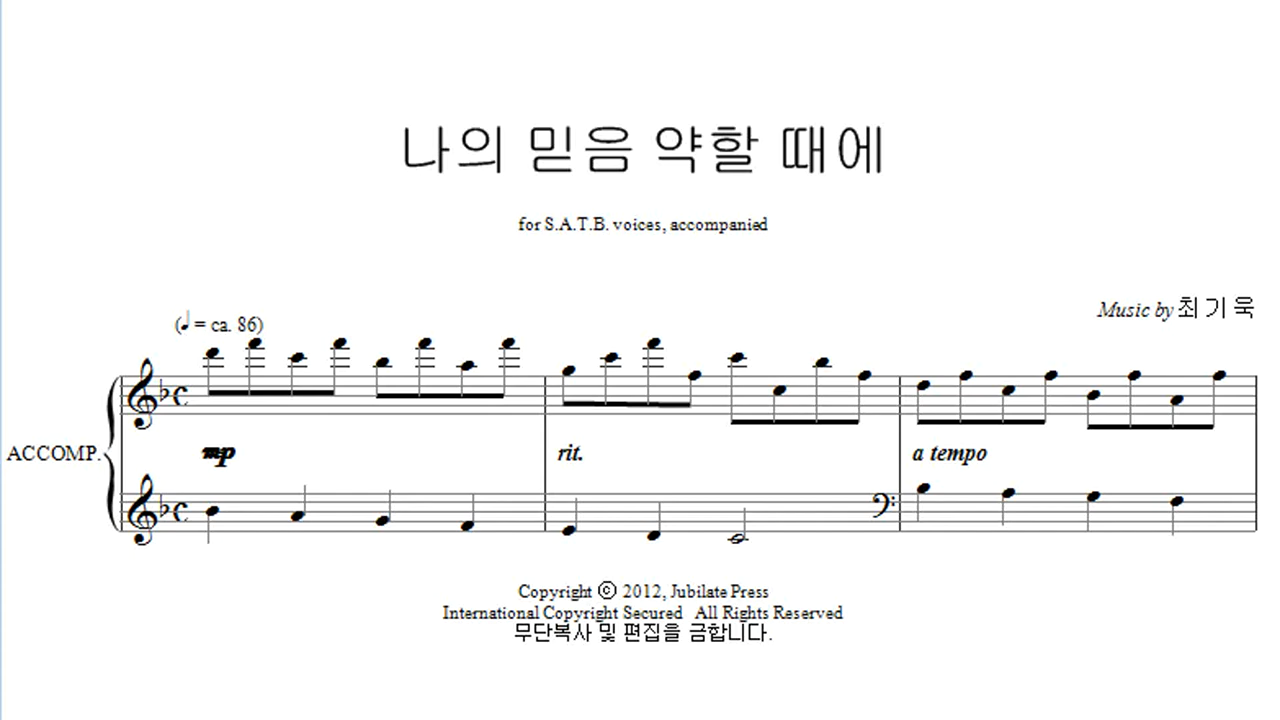 나의 믿음 약할 때에
for S.A.T.B. voices, accompanied
Music by 최기욱
(♩= ca. 86)
ACCOMP.
mp
rit.
a tempo
Copyright ⓒ 2012, Jubilate Press
International Copyright Secured All Rights Reserved
무단복사 및 편집을 금합니다.